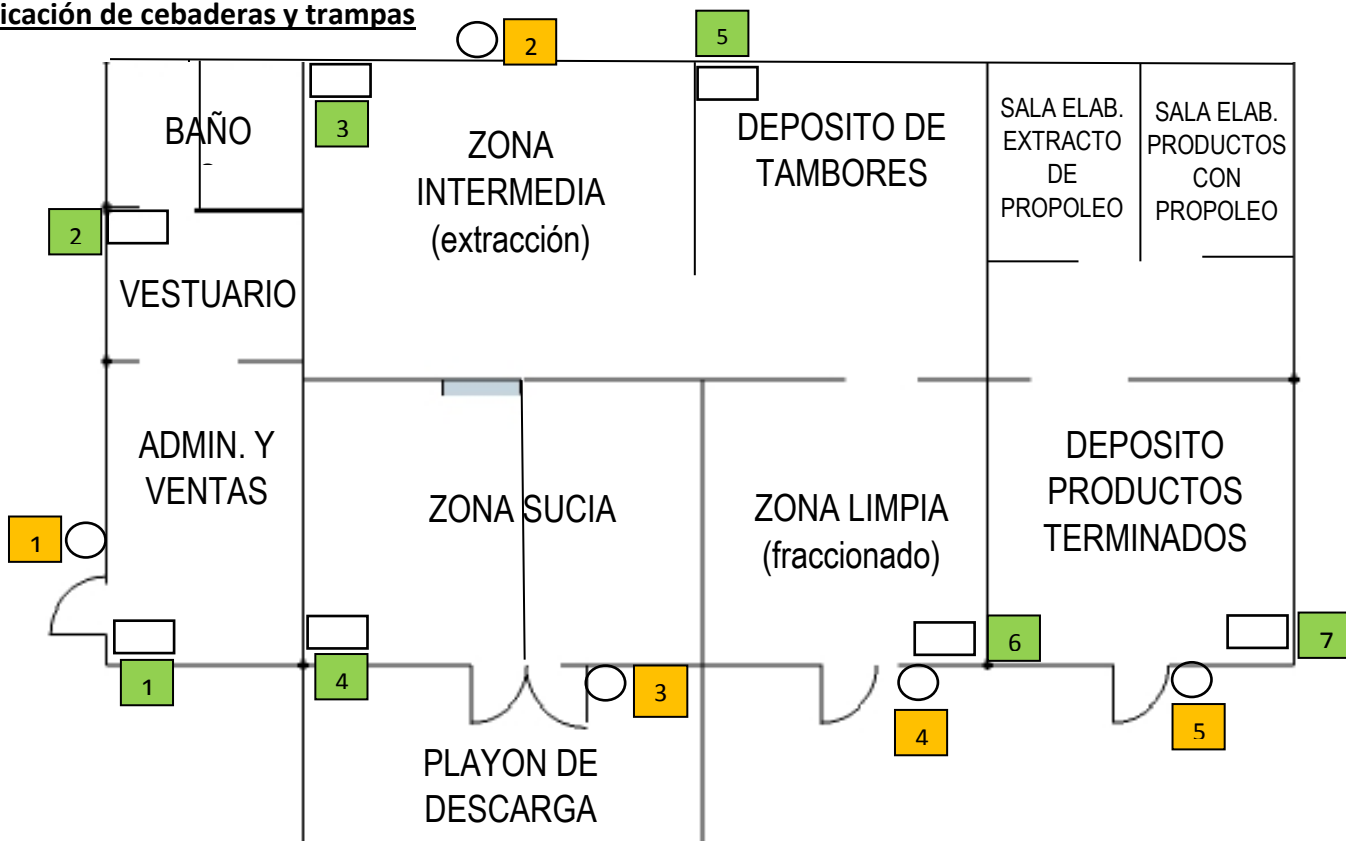 icación de cebaderas y trampas
2
5
3
BAÑO
ZONA
INTERMEDIA
(extracción)
DEPOSITO DE
TAMBORES
SALA ELAB.
EXTRACTO
DE
PROPOLEO
SALA ELAB.
PRODUCTOS
CON
PROPOLEO
2
VESTUARIO
ADMIN. Y
VENTAS
ZONA SUCIA
ZONA LIMPIA
(fraccionado)
DEPOSITO
PRODUCTOS
TERMINADOS
1
1
4
3
6
7
4
5
PLAYON DE
DESCARGA